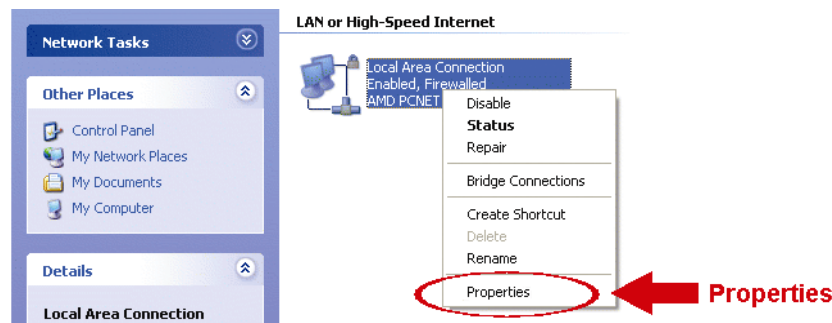 Network Tasks
Other Places
Control Panel
My Network Places
My Documents
My Computer
Details
Local Area Connection
LAN or High-Speed Internet
Local Area Connection
Enabled, Firewalled
AMD PCNET
Disable
Status
Repair
Bridge Connections
Create Shortcut
Delete
Rename
Properties
Properties